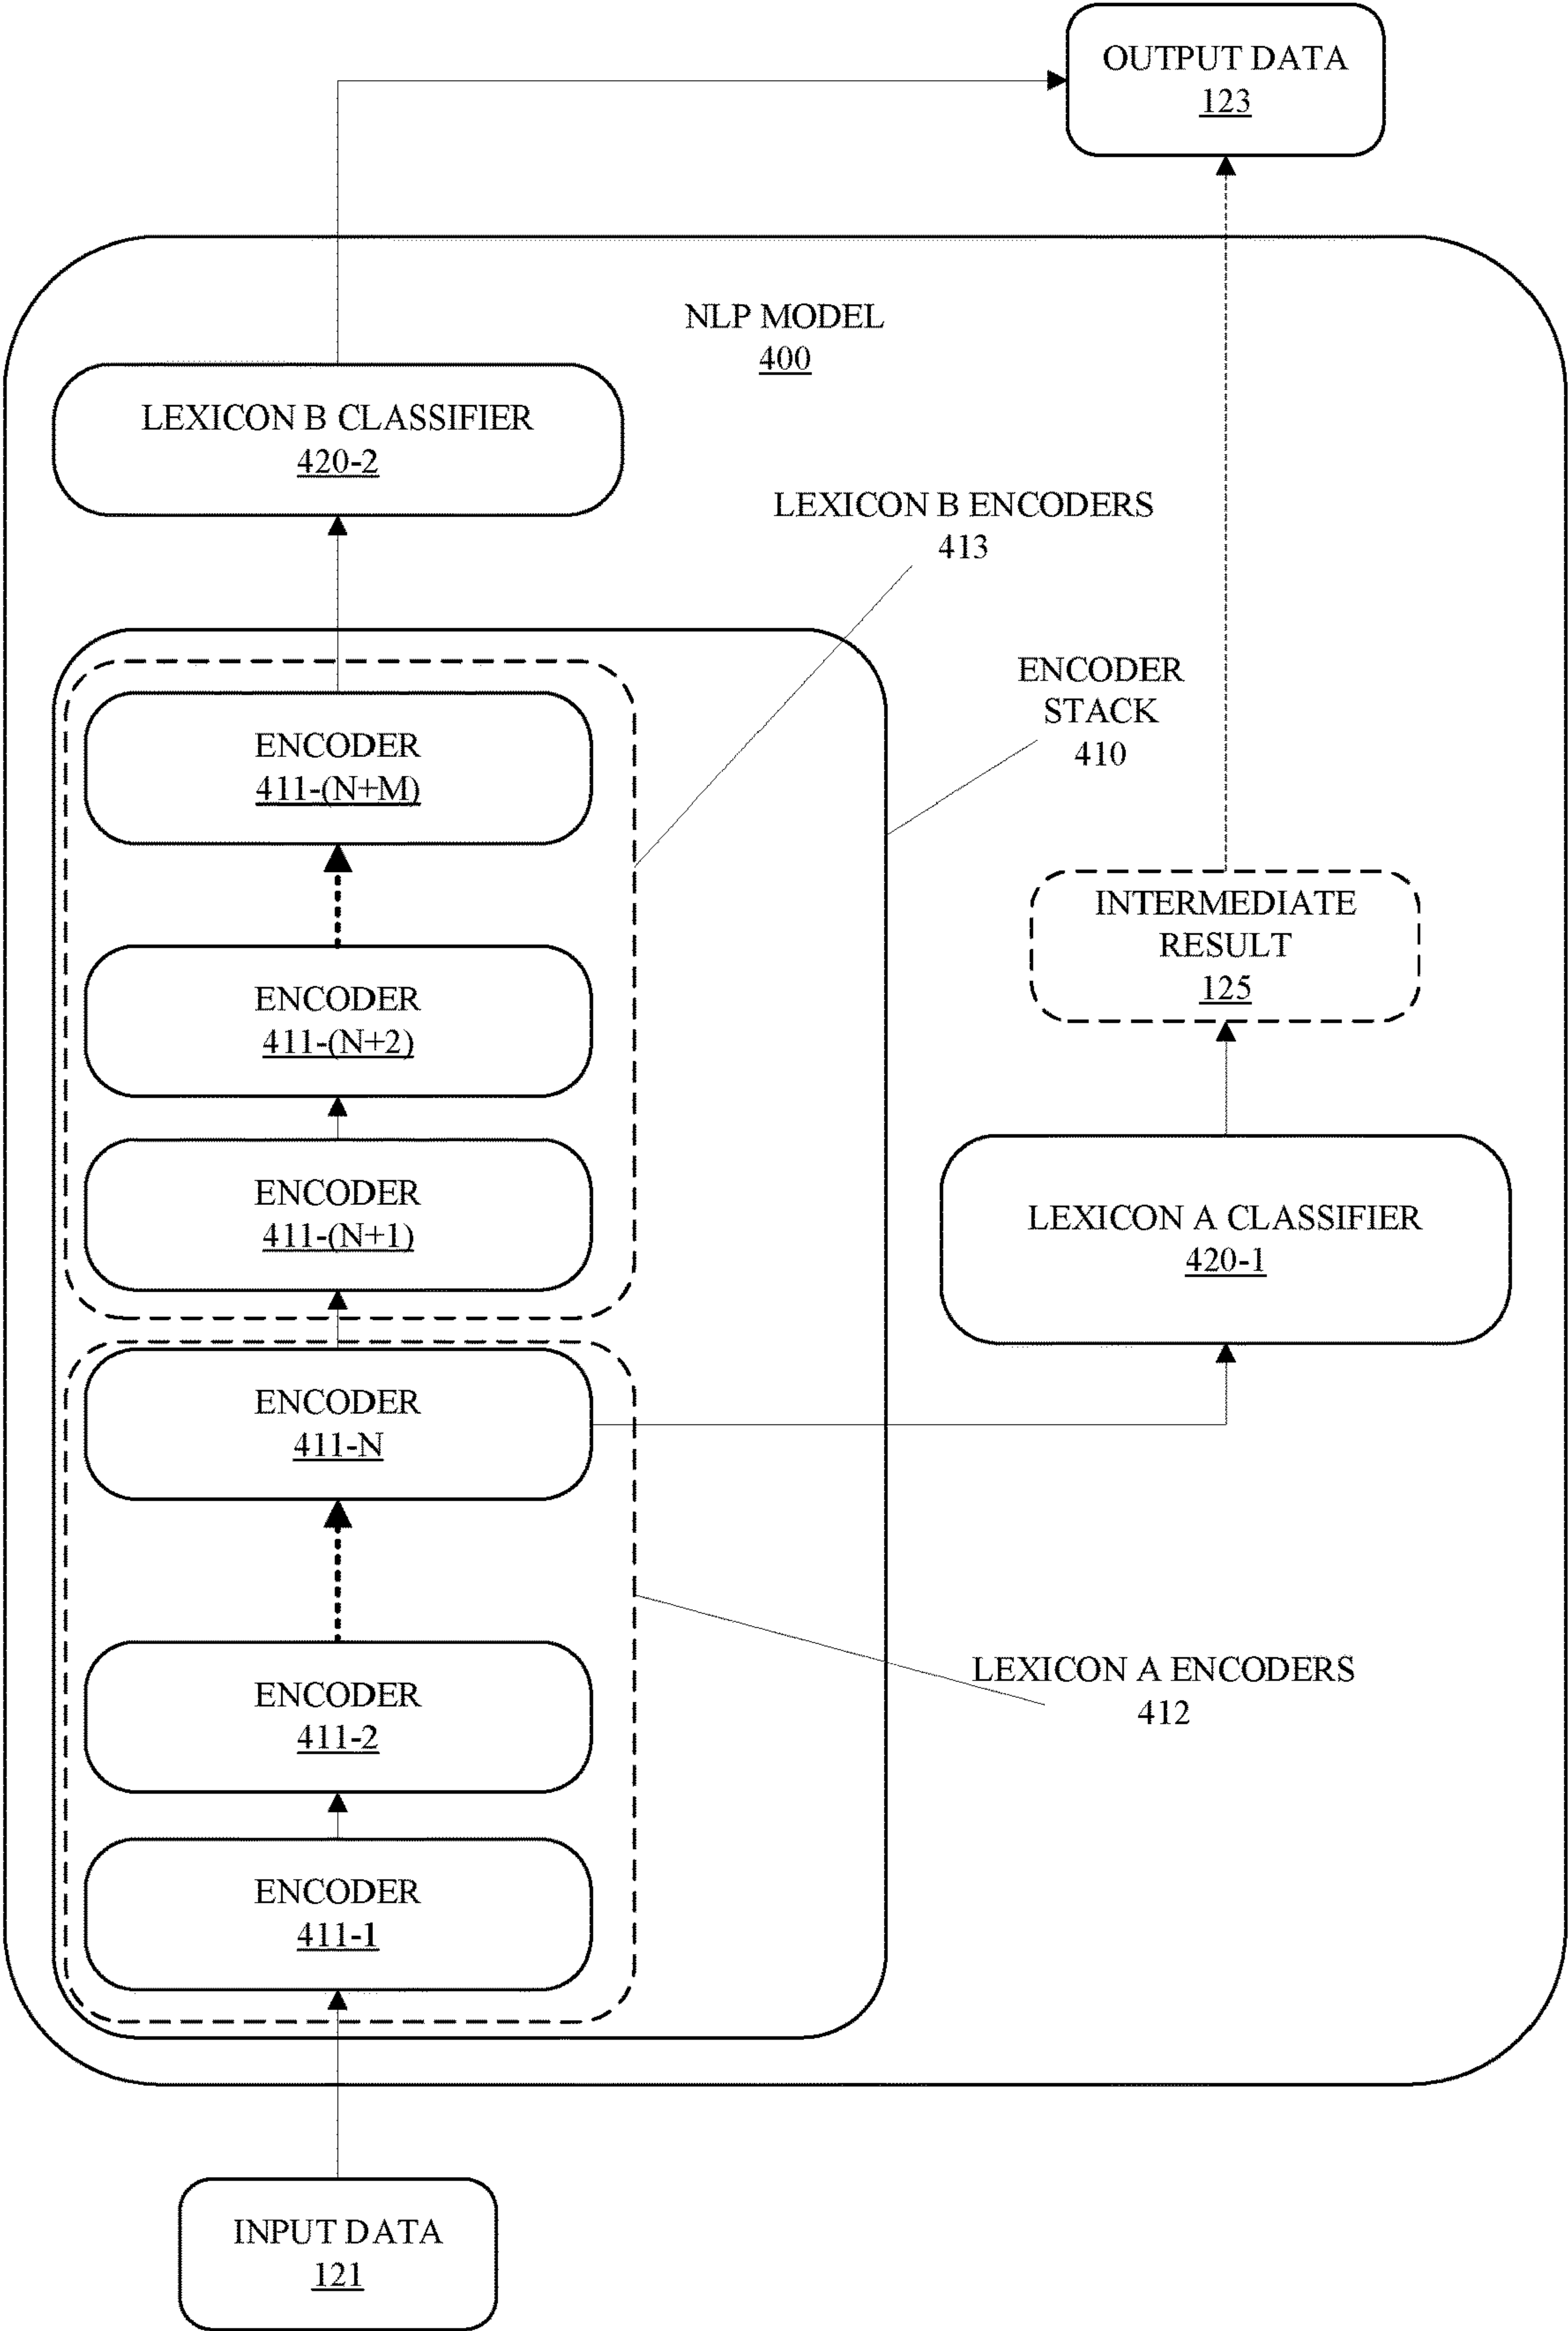 OUTPUT DATA
123
NLP MODEL
400
LEXICON B CLASSIFIER
420-2
LEXICON B ENCODERS
413
ENCODER
STACK
410
ENCODER
411-(N+M)
INTERMEDIATE
RESULT
125
ENCODER
411-(N+2)
ENCODER
411-(N+1)
LEXICON A CLASSIFIER
420-1
ENCODER
411-N
LEXICON A ENCODERS
412
ENCODER
411-2
ENCODER
411-1
INPUT DATA
121